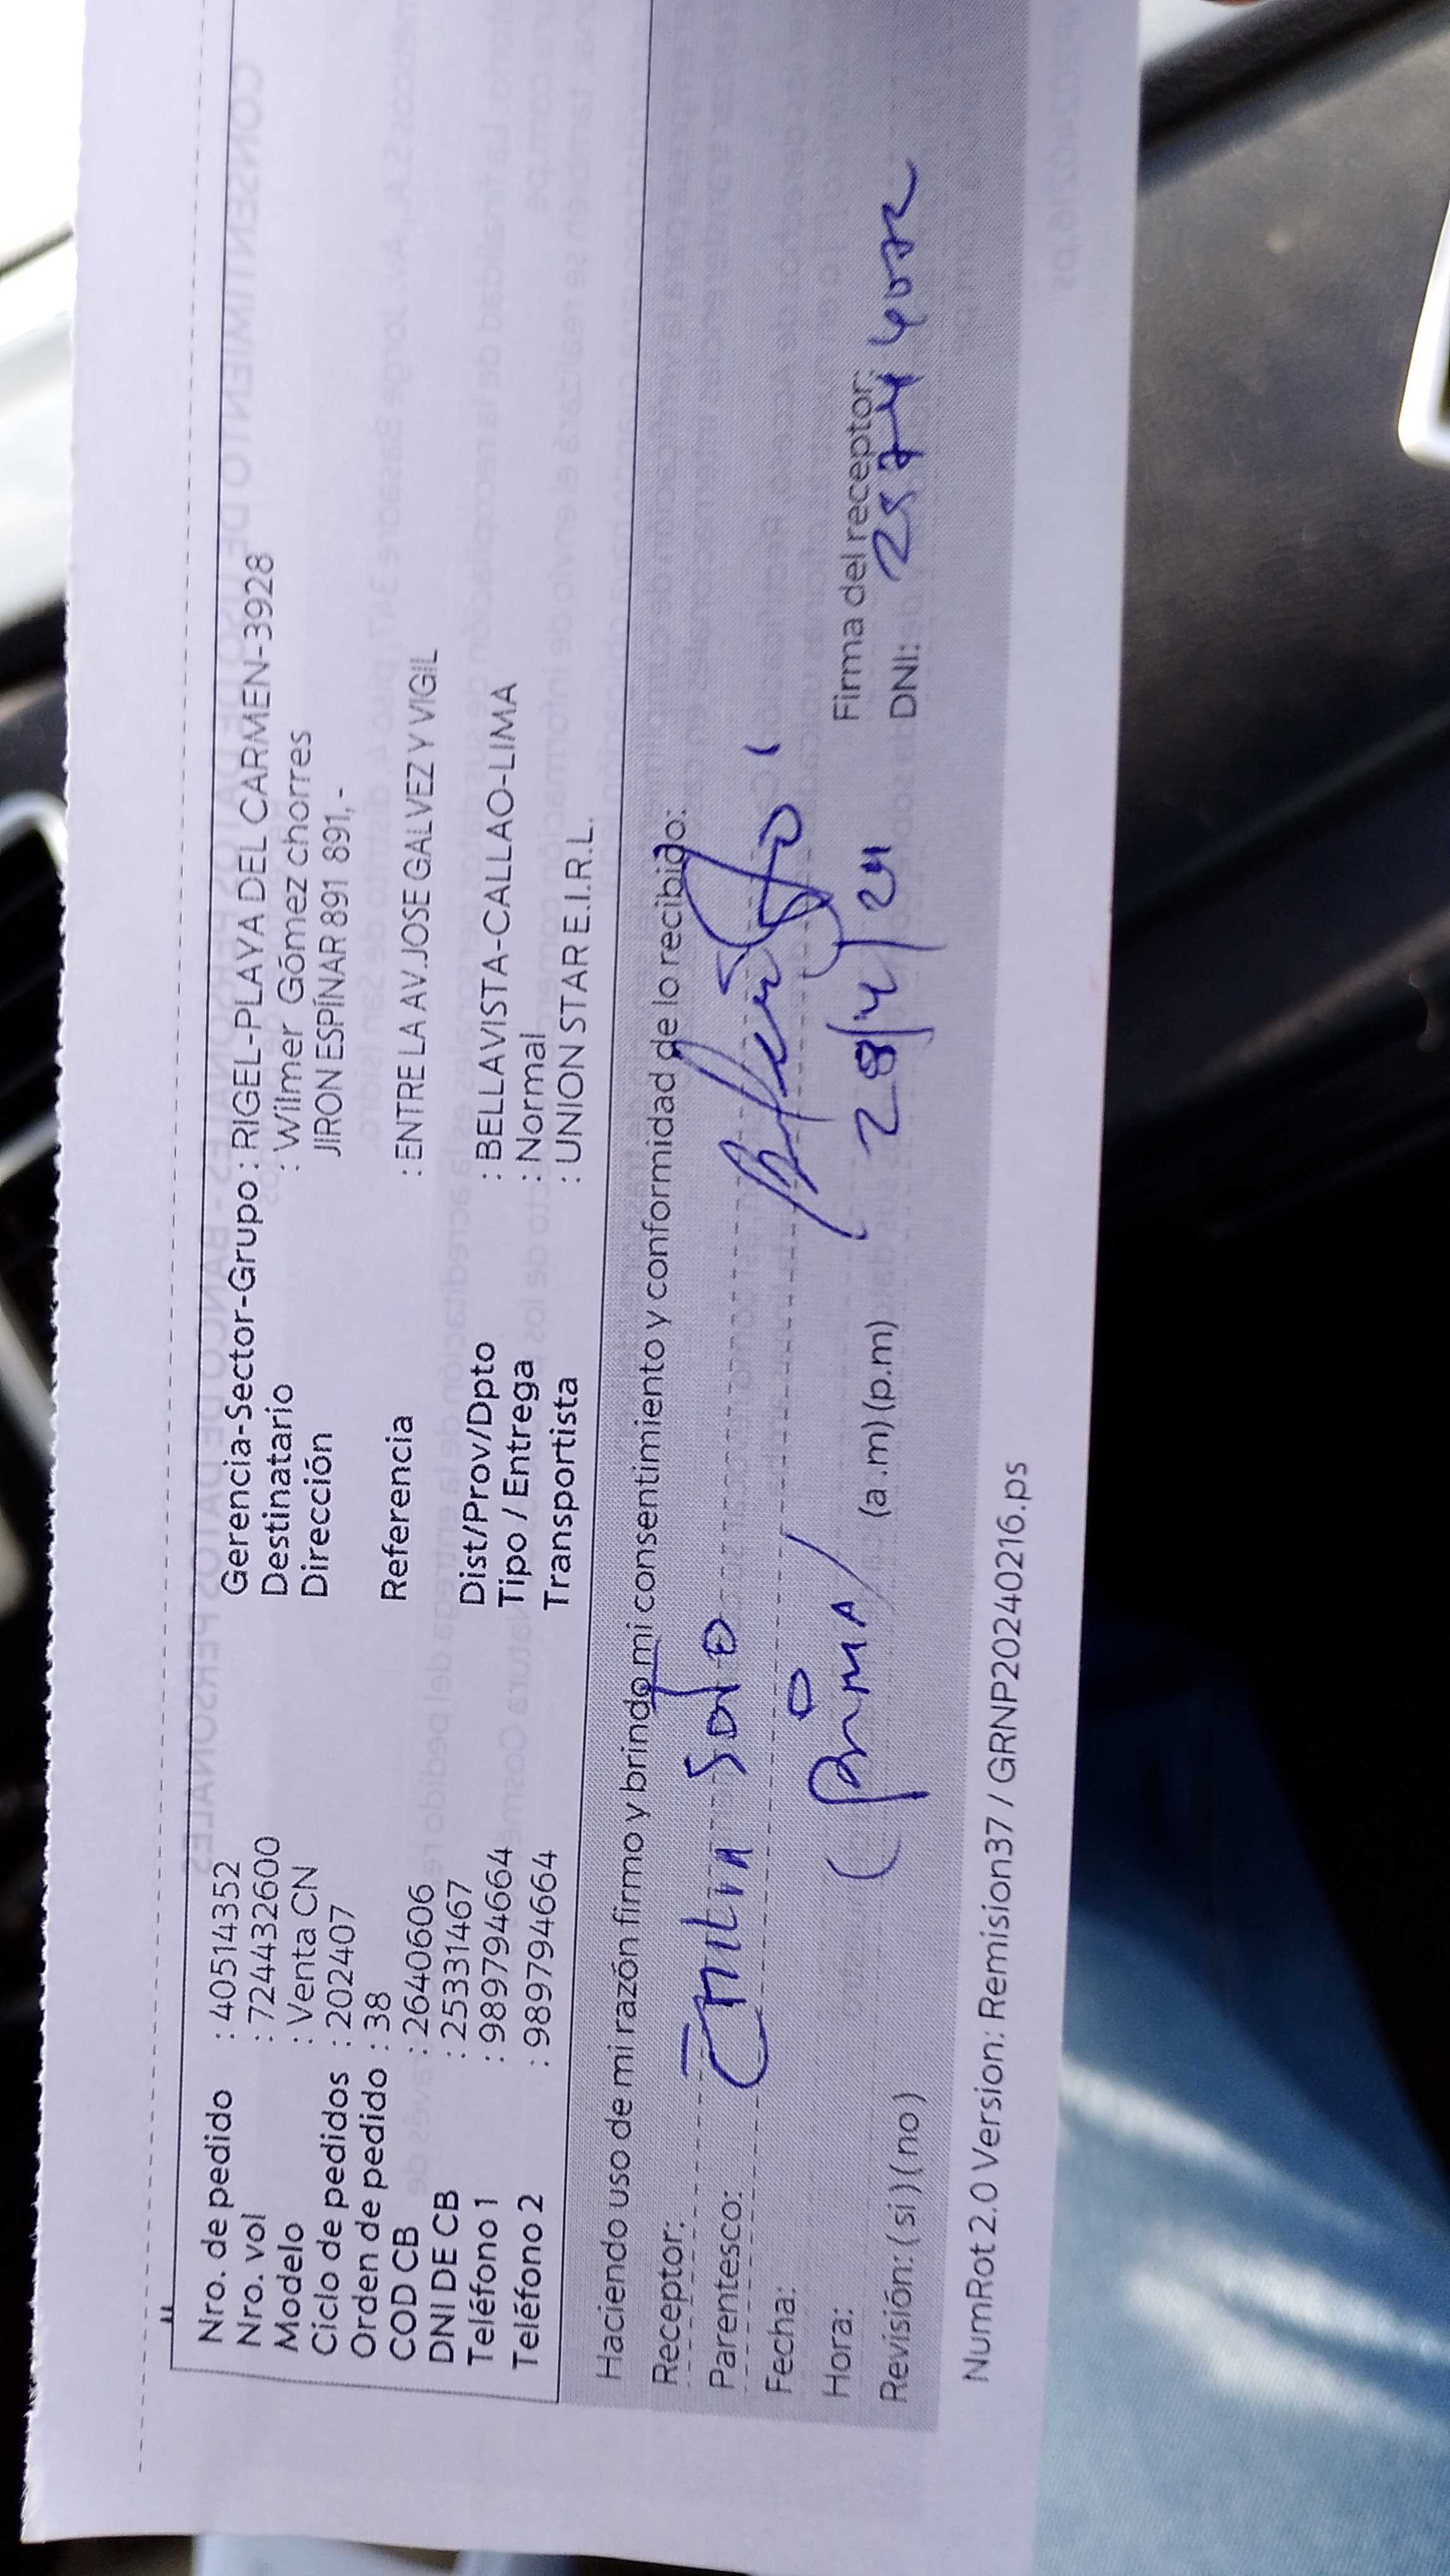 Nro. de pedido : 40514352
Nro. vol : 724432600
Modelo : Venta CN
Ciclo de pedidos : 202407
Orden de pedido : 38
COD CB : 2640606
DNI DE CB : 25331467
Teléfono 1 : 989794664
Teléfono 2 : 989794664
Gerencia-Sector-Grupo : RIGEL-PLAYA DEL CARMEN-3928
Destinatario : Wilmer Gómez chorres
Dirección JIRON ESPÍNAR 891 891, -
Referencia : ENTRE LA AV.JOSE GALVEZ Y VIGIL
Dist/Prov/Dpto : BELLAVISTA-CALLAO-LIMA
Tipo / Entrega : Normal
Transportista : UNION STAR E.I.R.L.
Haciendo uso de mi razón firmo y brindo mi consentimiento y conformidad de lo recibido:
Receptor: Soto
Parentesco:
Fecha:
(PRIMA)
Hora: (a.m) (p.m) 28/4/24
Revisión: (si) (no)
Firma del receptor:
DNI:
NumRot 2.0 Version: Remision37 / GRNP20240216.ps